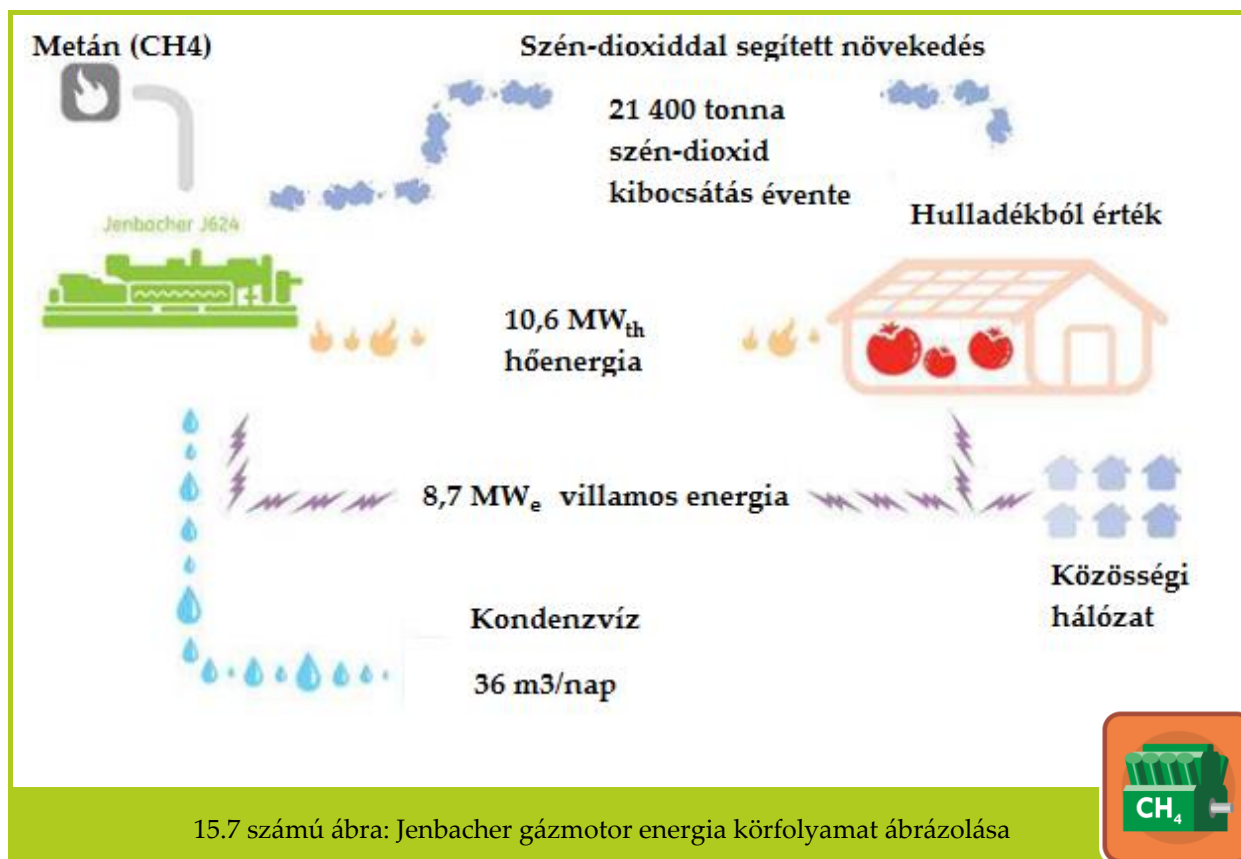 Metán (CH4)
Szén-dioxiddal segített növekedés
21 400 tonna
szén-dioxid
kibocsátás évente
Jenbacher J624
Hulladékból érték
10,6 MWth
hőenergia
8,7 MWe villamos energia
Közösségi
hálózat
Kondenzvíz
36 m3/nap
CH4
15.7 számú ábra: Jenbacher gázmotor energia körfolyamat ábrázolása